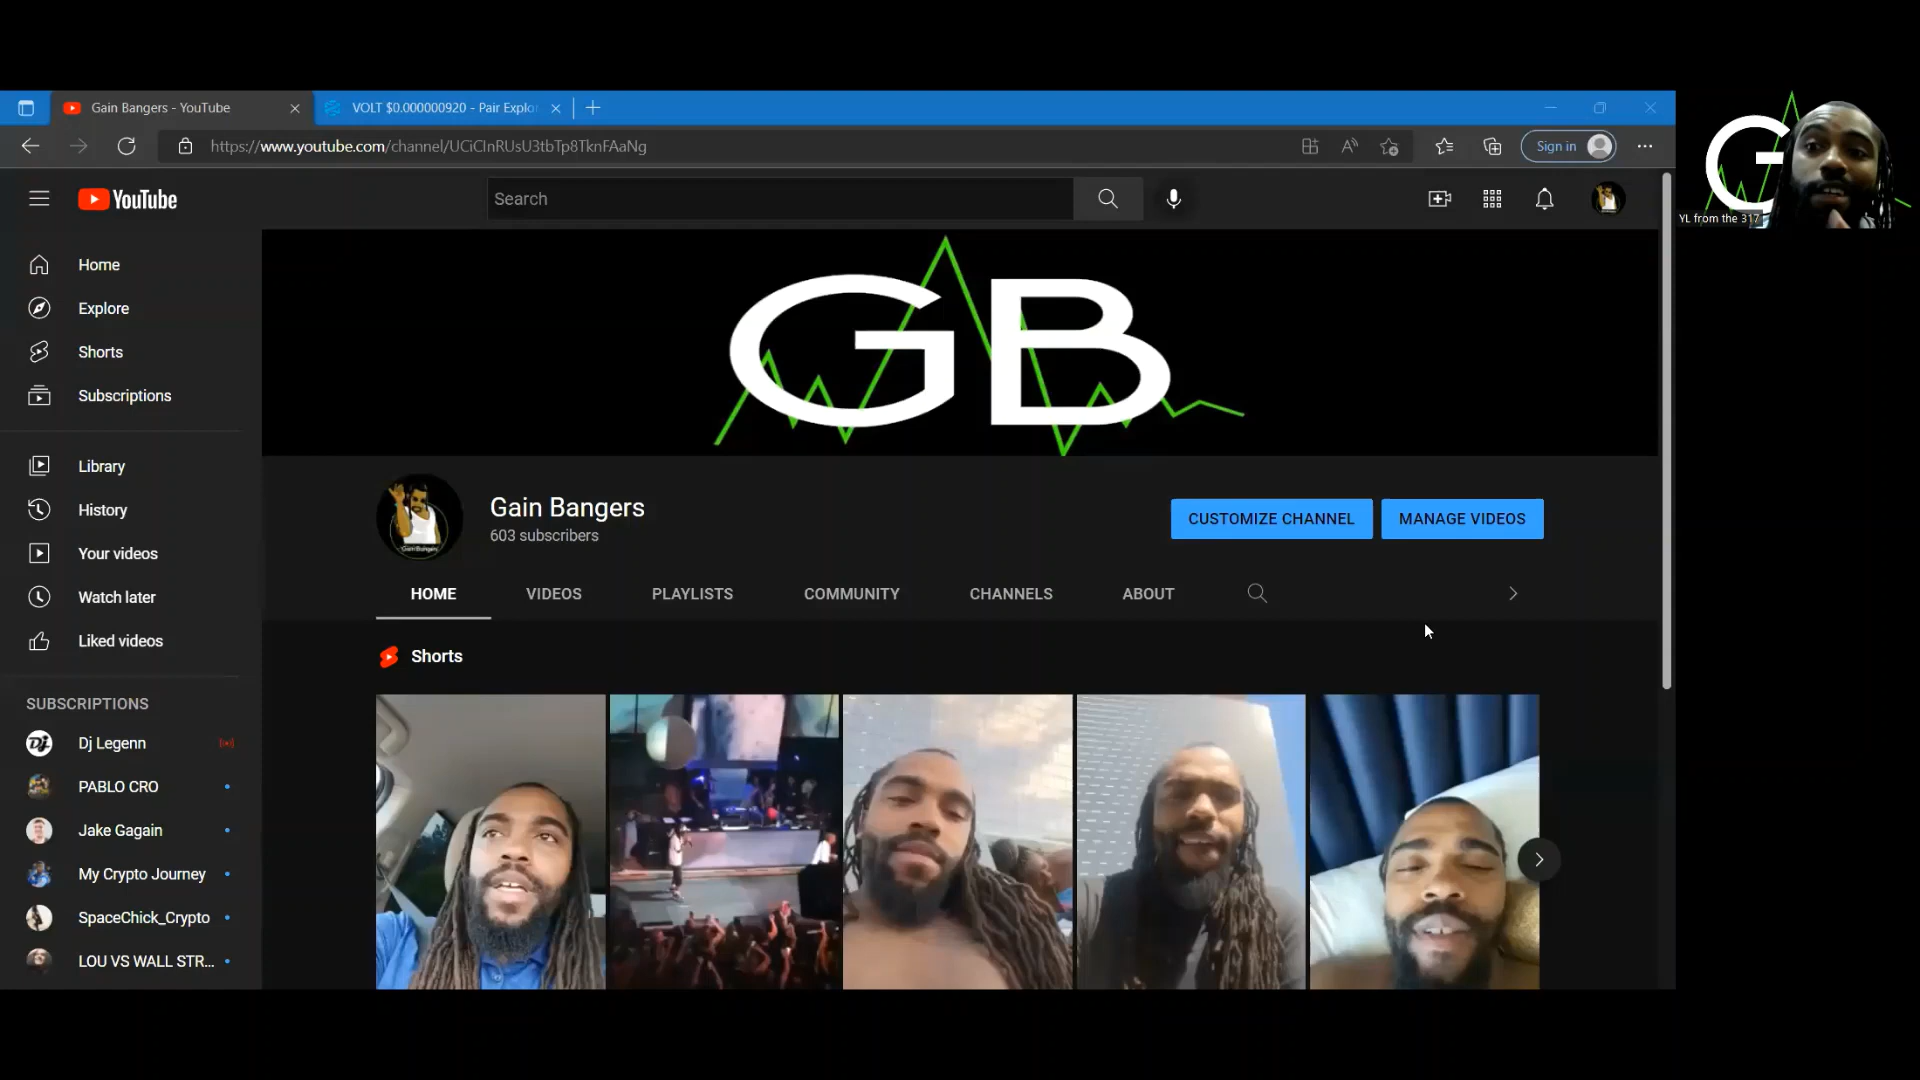 Gain Bangers - YouTube
VOLT $0.000000920 - Pair Explo
https://www.youtube.com/channel/UCiClnRUsU3tbTp8TknFAaNg
Sign in
YouTube
Search
G
YL from the 317
Home
Explore
Shorts
Subscriptions
Library
History
Your videos
Watch later
Liked videos
SUBSCRIPTIONS
Dj Legenn
PABLO CRO
Jake Gagain
My Crypto Journey
SpaceChick_Crypto
LOU VS WALL STR...
GB
Gain Bangers
603 subscribers
CUSTOMIZE CHANNEL
MANAGE VIDEOS
HOME
VIDEOS
PLAYLISTS
COMMUNITY
CHANNELS
ABOUT
Shorts